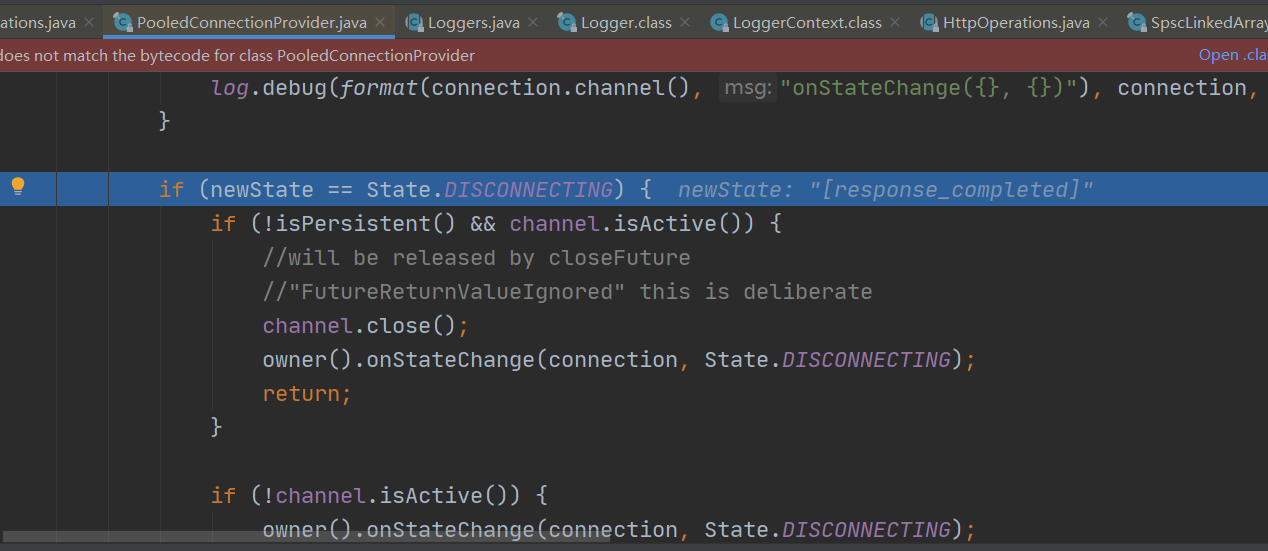 ations.java PooledConnectionProvider.java Loggers.java Logger.class LoggerContext.class HttpOperations.java SpscLinkedArray
does not match the bytecode for class PooledConnectionProvider Open .cla
log.debug(format(connection.channel(), msg: "onStateChange({}, {})"), connection,
}
if (newState == State.DISCONNECTING) { newState: "[response_completed]"
if (!isPersistent() && channel.isActive()) {
//will be released by closeFuture
//"FutureReturnValueIgnored" this is deliberate
channel.close();
owner().onStateChange(connection, State.DISCONNECTING);
return;
}
if (!channel.isActive()) {
owner().onStateChange(connection, State.DISCONNECTING);